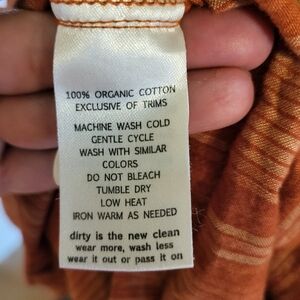 100% ORGANIC COTTON
EXCLUSIVE OF TRIMS
MACHINE WASH COLD
GENTLE CYCLE
WASH WITH SIMILAR
COLORS
DO NOT BLEACH
TUMBLE DRY
LOW HEAT
IRON WARM AS NEEDED
dirty is the new clean
wear more, wash less
wear it out or pass it on